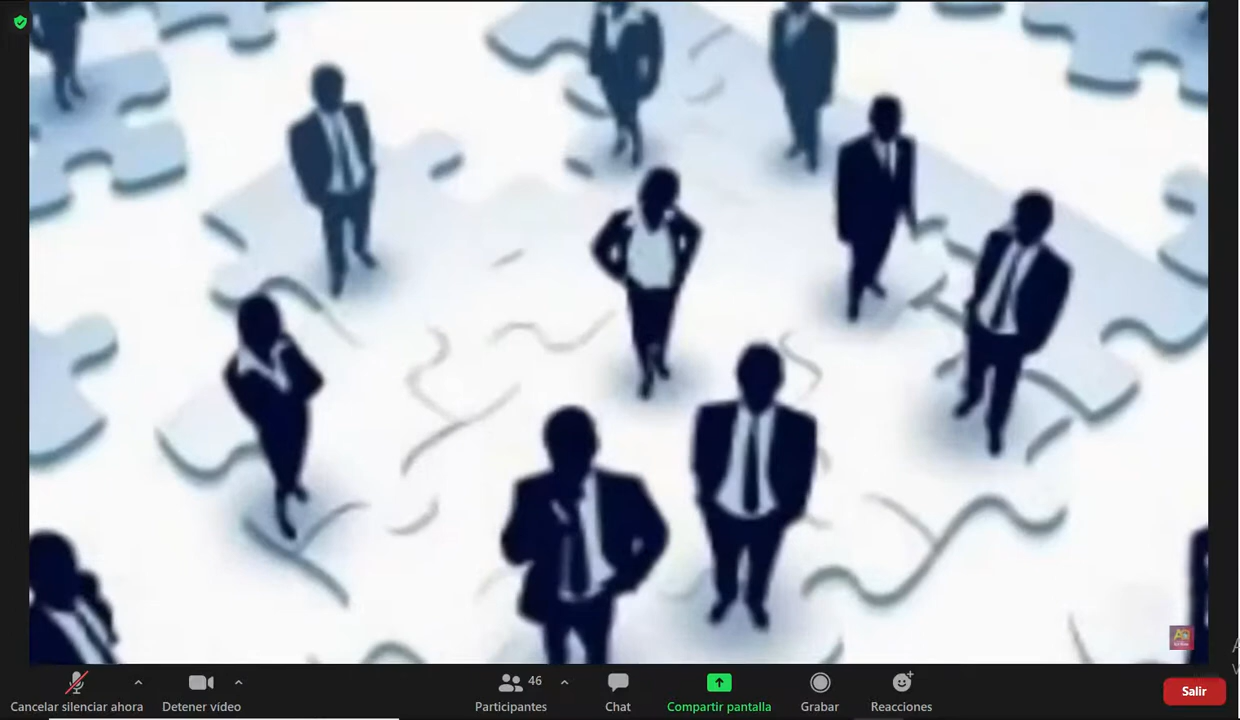 46
Cancelar silenciar ahora
Detener video
Participantes
Chat
Compartir pantalla
Grabar
Reacciones
Salir